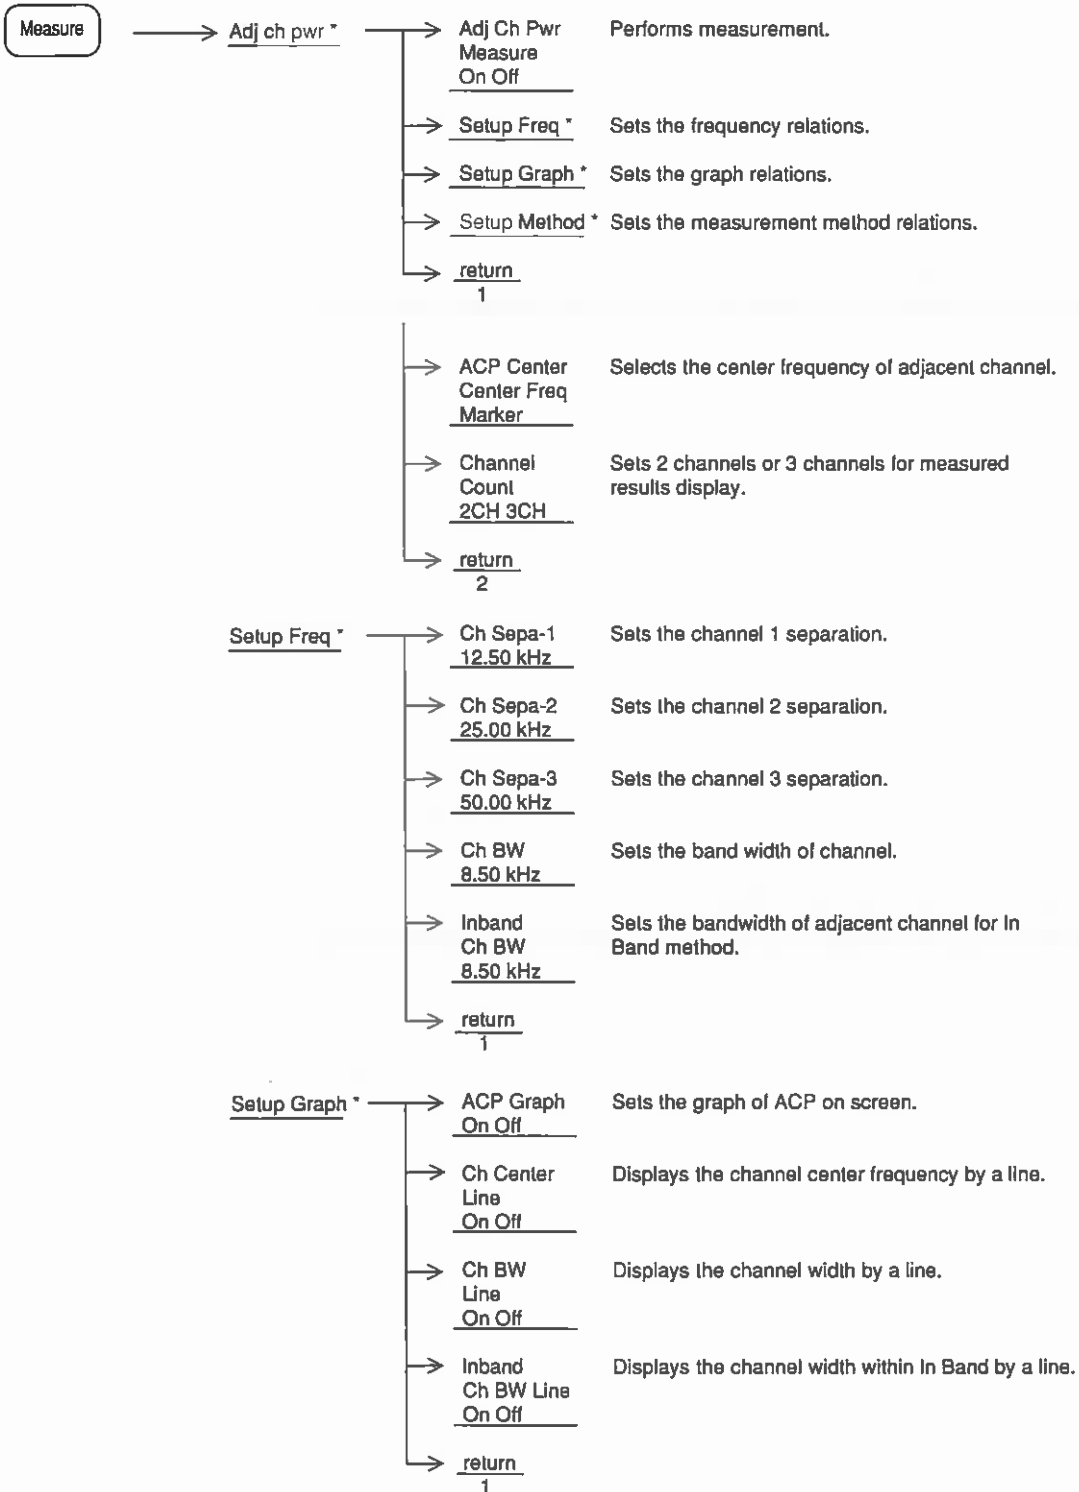 Measure
Adj ch pwr *
Adj Ch Pwr
Measure
On Off
Performs measurement.
Setup Freq *
Sets the frequency relations.
Setup Graph *
Sets the graph relations.
Setup Method *
Sets the measurement method relations.
return
1
ACP Center
Center Freq
Marker
Selects the center frequency of adjacent channel.
Channel
Count
2CH 3CH
Sets 2 channels or 3 channels for measured
results display.
return
2
Setup Freq *
Ch Sepa-1
12.50 kHz
Sets the channel 1 separation.
Ch Sepa-2
25.00 kHz
Sets the channel 2 separation.
Ch Sepa-3
50.00 kHz
Sets the channel 3 separation.
Ch BW
8.50 kHz
Sets the band width of channel.
Inband
Ch BW
8.50 kHz
Sets the bandwidth of adjacent channel for In
Band method.
return
1
Setup Graph *
ACP Graph
On Off
Sets the graph of ACP on screen.
Ch Center
Line
On Off
Displays the channel center frequency by a line.
Ch BW
Line
On Off
Displays the channel width by a line.
Inband
Ch BW Line
On Off
Displays the channel width within In Band by a line.
return
1